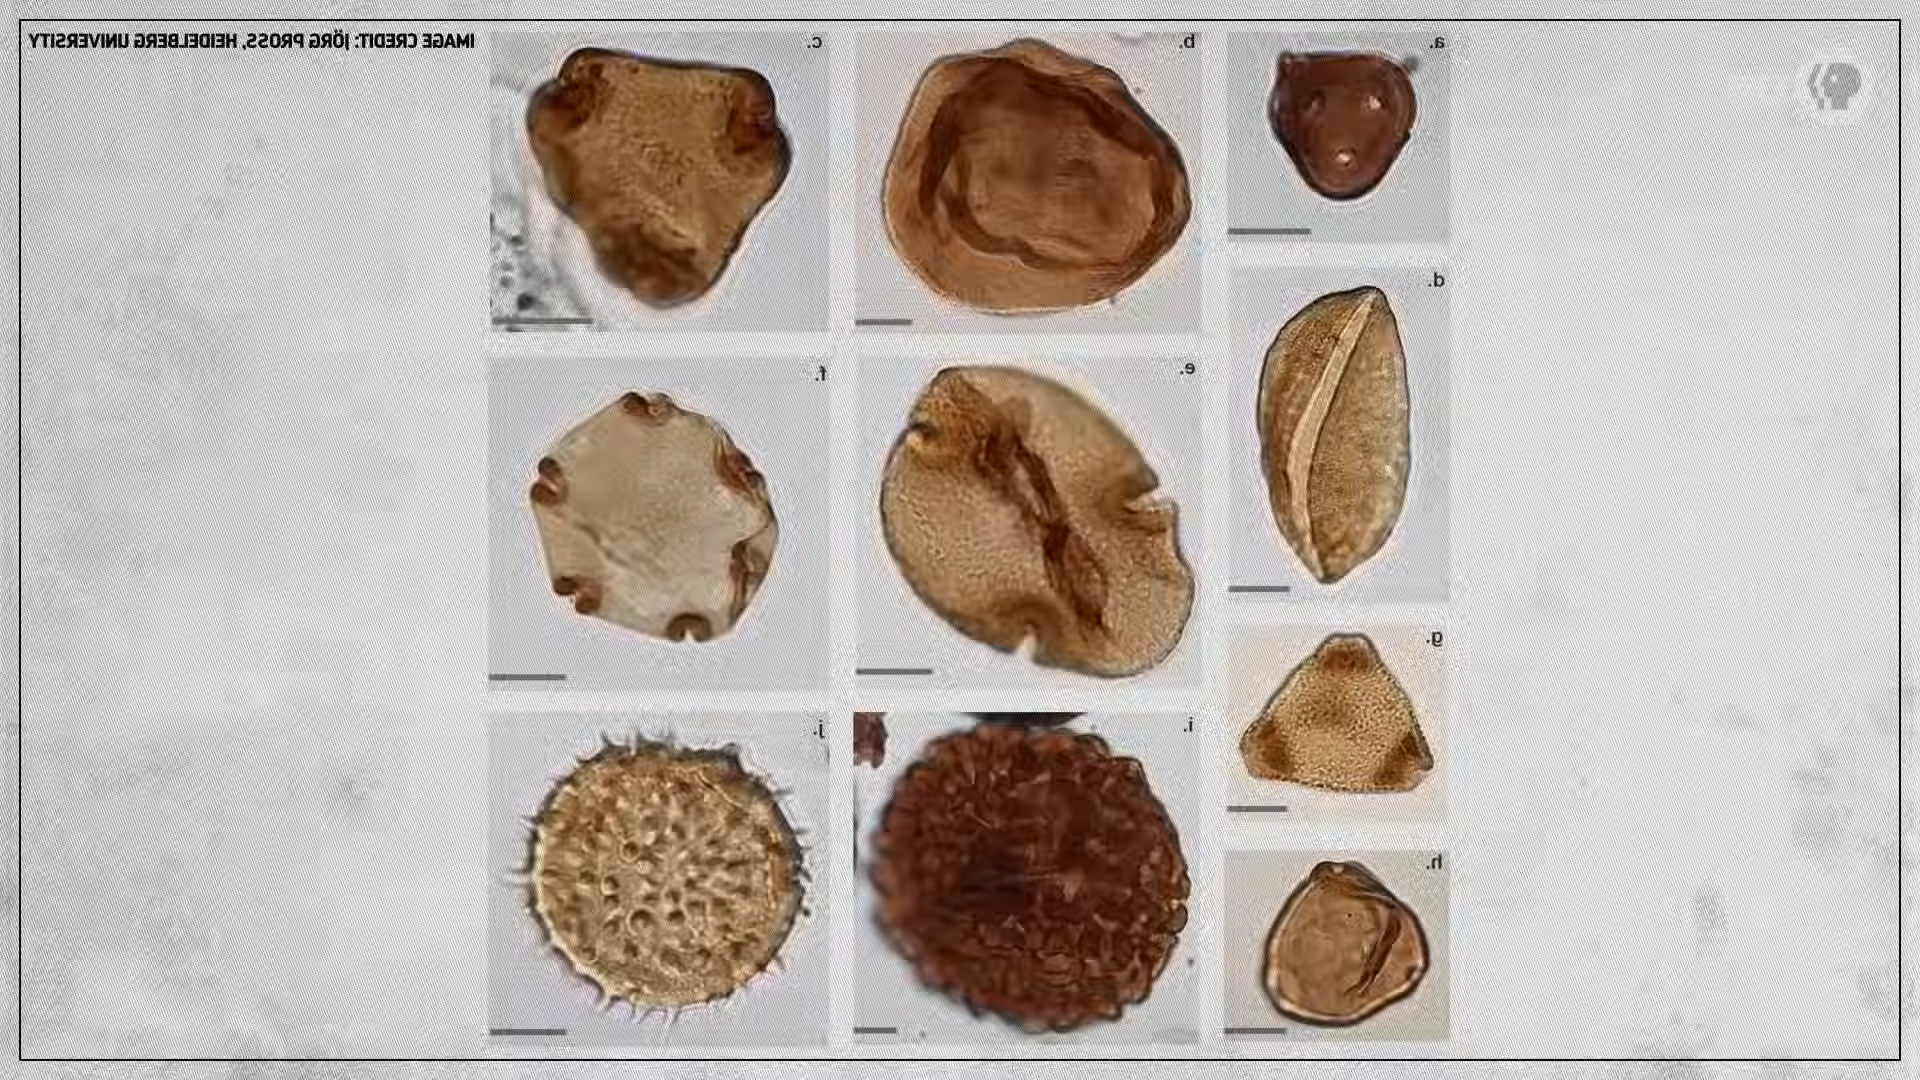 IMAGE CREDIT: JÖRG PROSS, HEIDELBERG UNIVERSITY
a.
b.
c.
d.
e.
f.
g.
h.
i.
j.